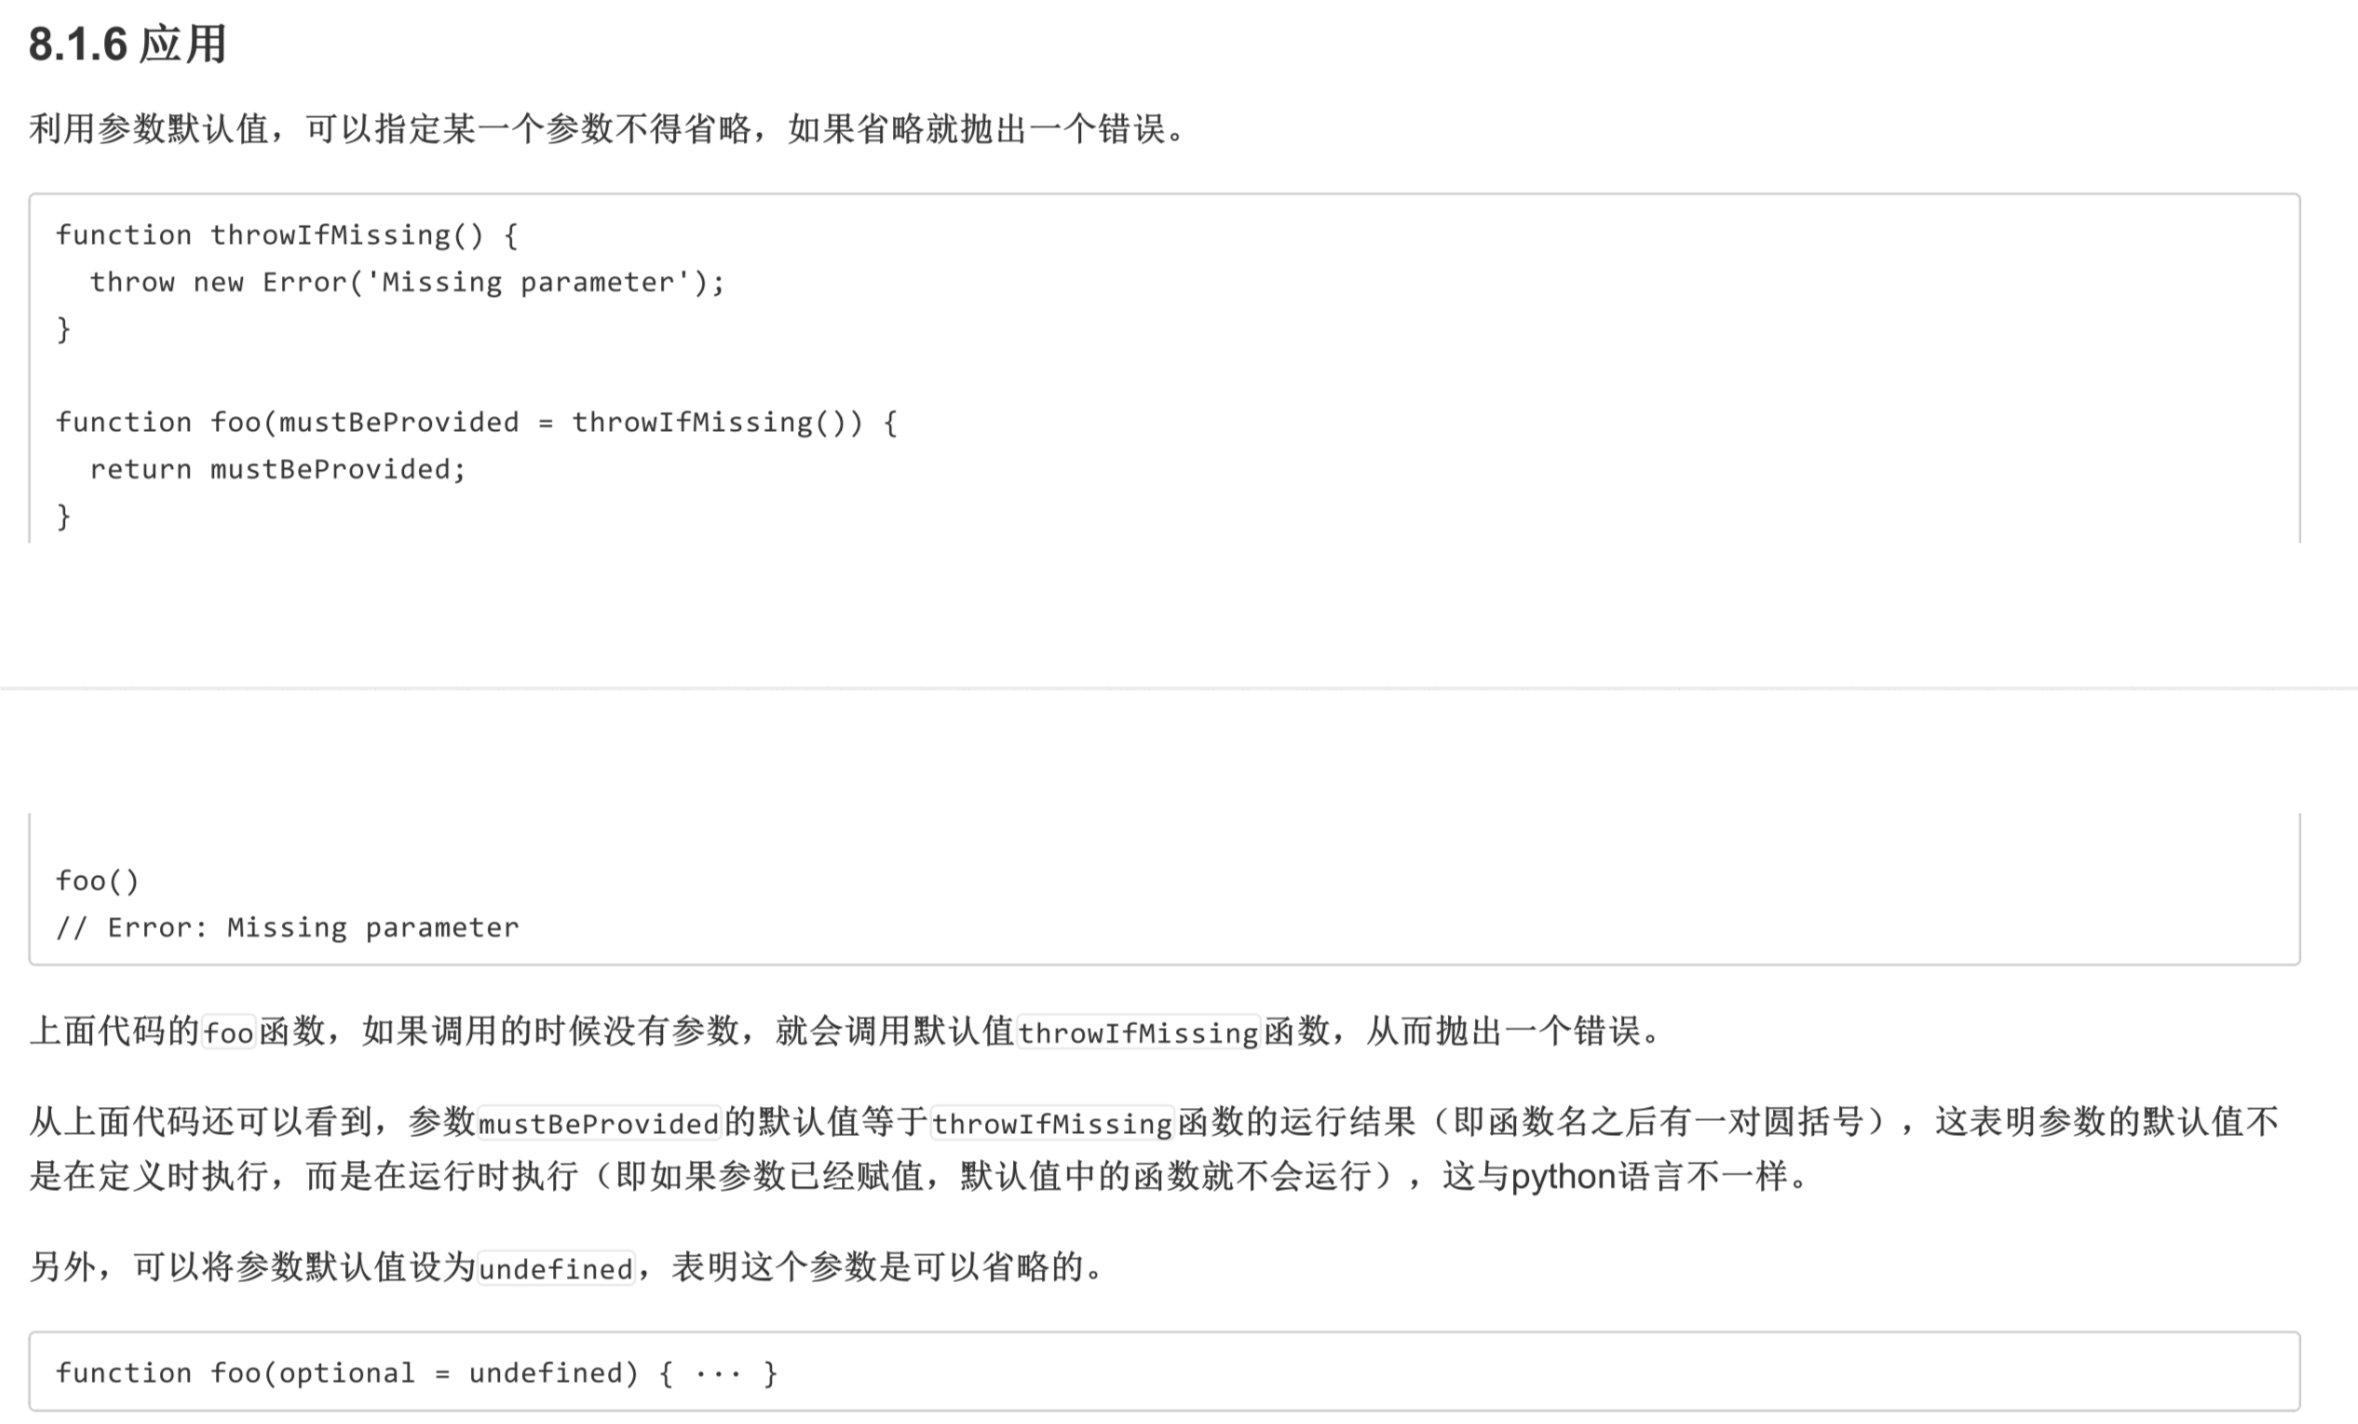 8.1.6 应用
利用参数默认值，可以指定某一个参数不得省略，如果省略就抛出一个错误。
function throwIfMissing() {
  throw new Error('Missing parameter');
}
function foo(mustBeProvided = throwIfMissing()) {
  return mustBeProvided;
}
foo()
// Error: Missing parameter
上面代码的foo函数，如果调用的时候没有参数，就会调用默认值throwIfMissing函数，从而抛出一个错误。
从上面代码还可以看到，参数mustBeProvided的默认值等于throwIfMissing函数的运行结果（即函数名之后有一对圆括号），这表明参数的默认值不
是在定义时执行，而是在运行时执行（即如果参数已经赋值，默认值中的函数就不会运行），这与python语言不一样。
另外，可以将参数默认值设为undefined，表明这个参数是可以省略的。
function foo(optional = undefined) { ··· }